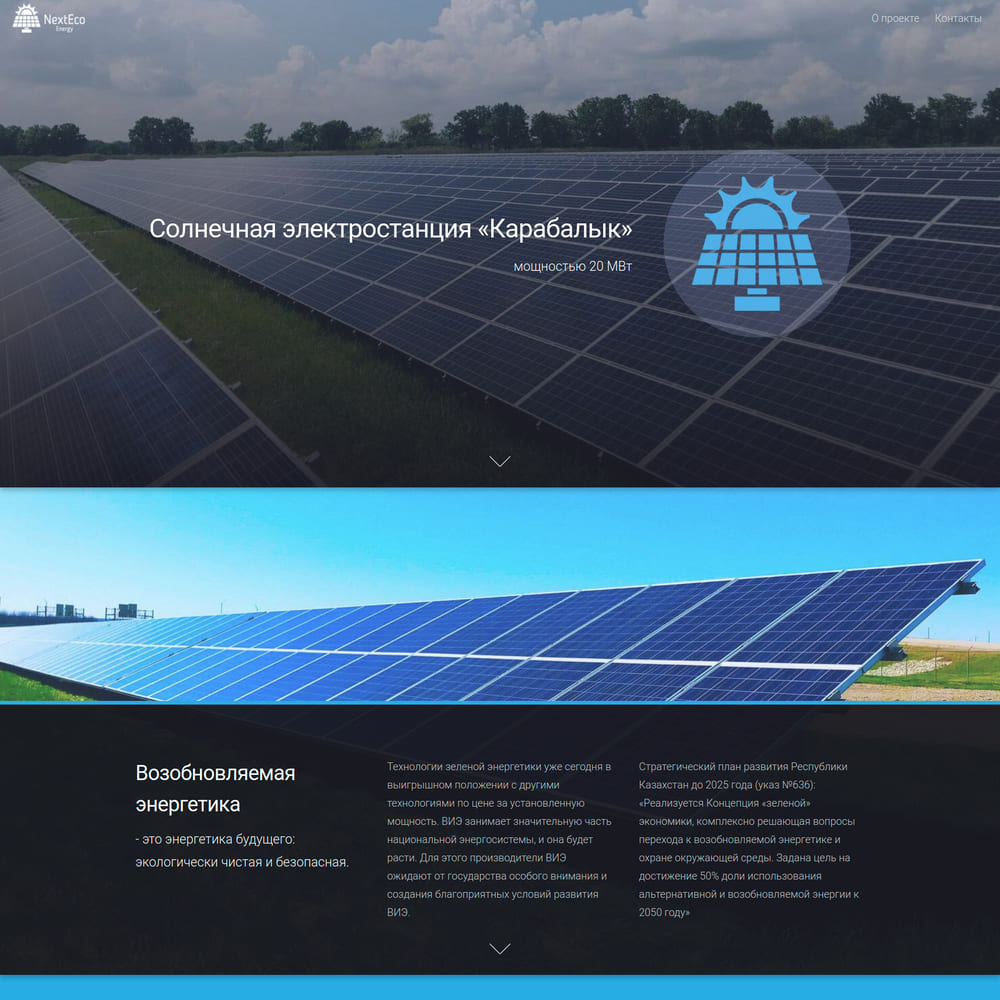 NextEco
Energy
О проекте
Контакты
Солнечная электростанция «Карабалык»
мощностью 20 МВт
Возобновляемая
энергетика
- это энергетика будущего:
экологически чистая и безопасная.
Технологии зеленой энергетики уже сегодня в
выигрышном положении с другими
технологиями по цене за установленную
мощность. ВИЭ занимает значительную часть
национальной энергосистемы, и она будет
расти. Для этого производители ВИЭ
ожидают от государства особого внимания и
создания благоприятных условий развития
ВИЭ.
Стратегический план развития Республики
Казахстан до 2025 года (указ №636):
«Реализуется Концепция «зеленой»
экономики, комплексно решающая вопросы
перехода к возобновляемой энергетике и
охране окружающей среды. Задана цель на
достижение 50% доли использования
альтернативной и возобновляемой энергии к
2050 году»